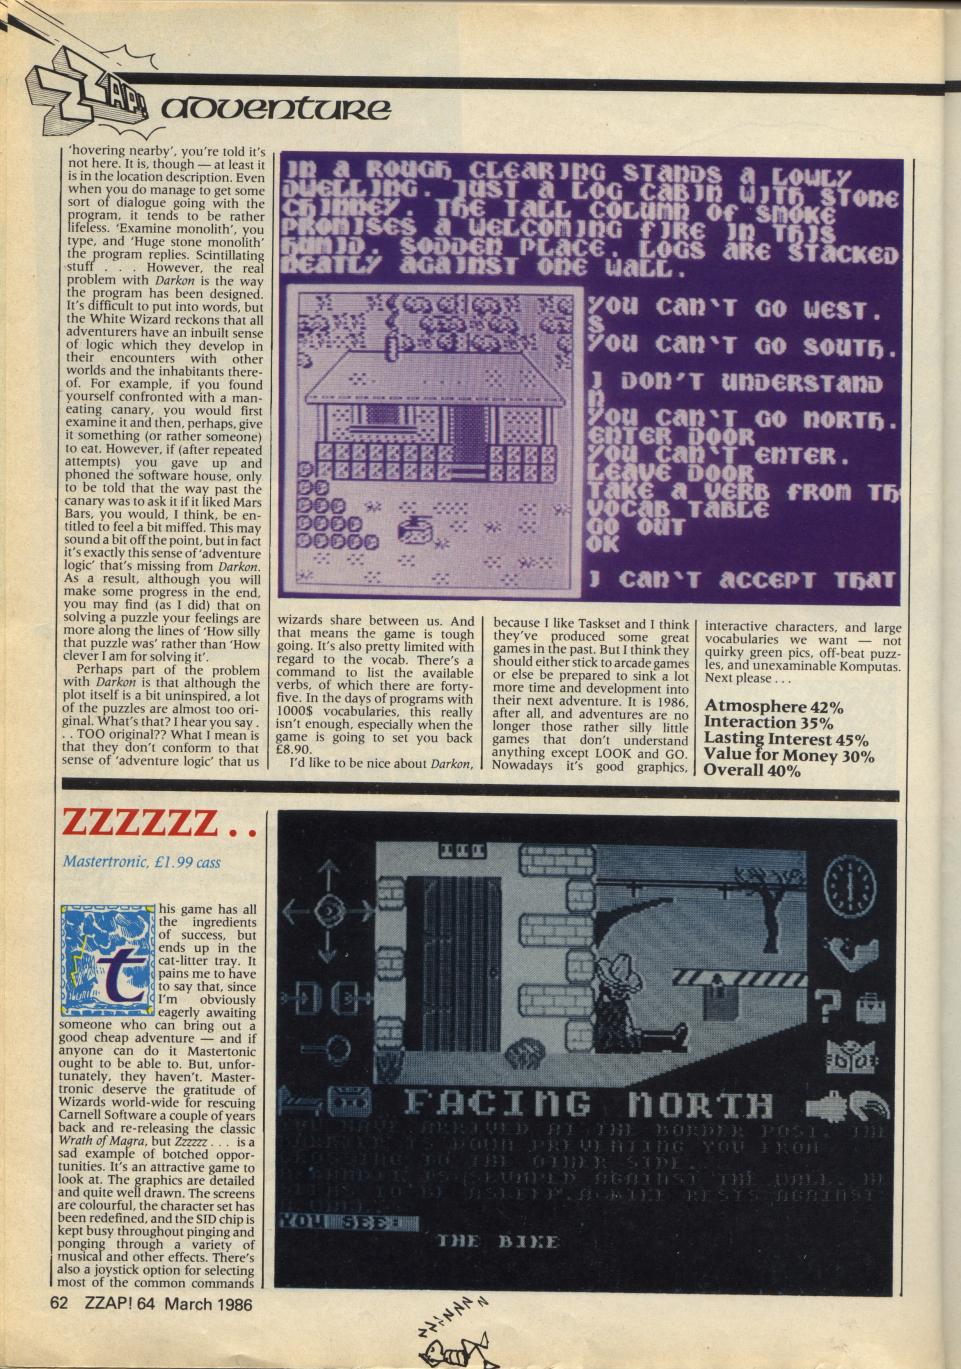 ZZAP!
adventure
'hovering nearby', you're told it's
not here. It is, though — at least it
is in the location description. Even
when you do manage to get some
sort of dialogue going with the
program, it tends to be rather
lifeless. 'Examine monolith', you
type, and 'Huge stone monolith'
the program replies. Scintillating
stuff . . . However, the real
problem with Darkon is the way
the program has been designed.
It's difficult to put into words, but
the White Wizard reckons that all
adventurers have an inbuilt sense
of logic which they develop in
their encounters with other
worlds and the inhabitants there-
of. For example, if you found
yourself confronted with a man-
eating canary, you would first
examine it and then, perhaps, give
it something (or rather someone)
to eat. However, if (after repeated
attempts) you gave up and
phoned the software house, only
to be told that the way past the
canary was to ask it if it liked Mars
Bars, you would, I think, be en-
titled to feel a bit miffed. This may
sound a bit off the point, but in fact
it's exactly this sense of 'adventure
logic' that's missing from Darkon.
As a result, although you will
make some progress in the end,
you may find (as I did) that on
solving a puzzle your feelings are
more along the lines of 'How silly
that puzzle was' rather than 'How
clever I am for solving it'.
Perhaps part of the problem
with Darkon is that although the
plot itself is a bit uninspired, a lot
of the puzzles are almost too ori-
ginal. What's that? I hear you say .
. . TOO original?? What I mean is
that they don't conform to that
sense of 'adventure logic' that us
IN A ROUGH CLEARING STANDS A LOWLY
DWELLING. JUST A LOG CABIN WITH STONE
CHIMNEY. THE TALL COLUMN OF SMOKE
PROMISES A WELCOMING FIRE IN THIS
HUMID, SODDEN PLACE. LOGS ARE STACKED
NEATLY AGAINST ONE WALL.
YOU CAN'T GO WEST.
S
YOU CAN'T GO SOUTH.
I DON'T UNDERSTAND
N
YOU CAN'T GO NORTH.
ENTER DOOR
YOU CAN'T ENTER.
LEAVE DOOR
TAKE A VERB FROM TH
VOCAB TABLE
GO OUT
OK
I CAN'T ACCEPT THAT
wizards share between us. And
that means the game is tough
going. It's also pretty limited with
regard to the vocab. There's a
command to list the available
verbs, of which there are forty-
five. In the days of programs with
1000$ vocabularies, this really
isn't enough, especially when the
game is going to set you back
£8.90.
I'd like to be nice about Darkon,
because I like Taskset and I think
they've produced some great
games in the past. But I think they
should either stick to arcade games
or else be prepared to sink a lot
more time and development into
their next adventure. It is 1986,
after all, and adventures are no
longer those rather silly little
games that don't understand
anything except LOOK and GO.
Nowadays it's good graphics,
interactive characters, and large
vocabularies we want — not
quirky green pics, off-beat puzz-
les, and unexaminable Komputas.
Next please . . .
Atmosphere 42%
Interaction 35%
Lasting Interest 45%
Value for Money 30%
Overall 40%
ZZZZZZ . .
Mastertronic, £1.99 cass
this game has all
the ingredients
of success, but
ends up in the
cat-litter tray. It
pains me to have
to say that, since
I'm obviously
eagerly awaiting
someone who can bring out a
good cheap adventure — and if
anyone can do it Mastertonic
ought to be able to. But, unfor-
tunately, they haven't. Master-
tronic deserve the gratitude of
Wizards world-wide for rescuing
Carnell Software a couple of years
back and re-releasing the classic
Wrath of Magra, but Zzzzzz . . . is a
sad example of botched oppor-
tunities. It's an attractive game to
look at. The graphics are detailed
and quite well drawn. The screens
are colourful, the character set has
been redefined, and the SID chip is
kept busy throughout pinging and
ponging through a variety of
musical and other effects. There's
also a joystick option for selecting
most of the common commands
FACING NORTH
YOU HAVE ARRIVED AT THE BORDER POST. THE
IS DOWN PREVENTING YOU FROM
CROSSING TO THE OTHER SIDE.
IS SLUMPED AGAINST THE WALL. HE
TO BE ASLEEP. A BIKE RESTS AGAINST
YOU SEE:
THE BIKE
62 ZZAP! 64 March 1986